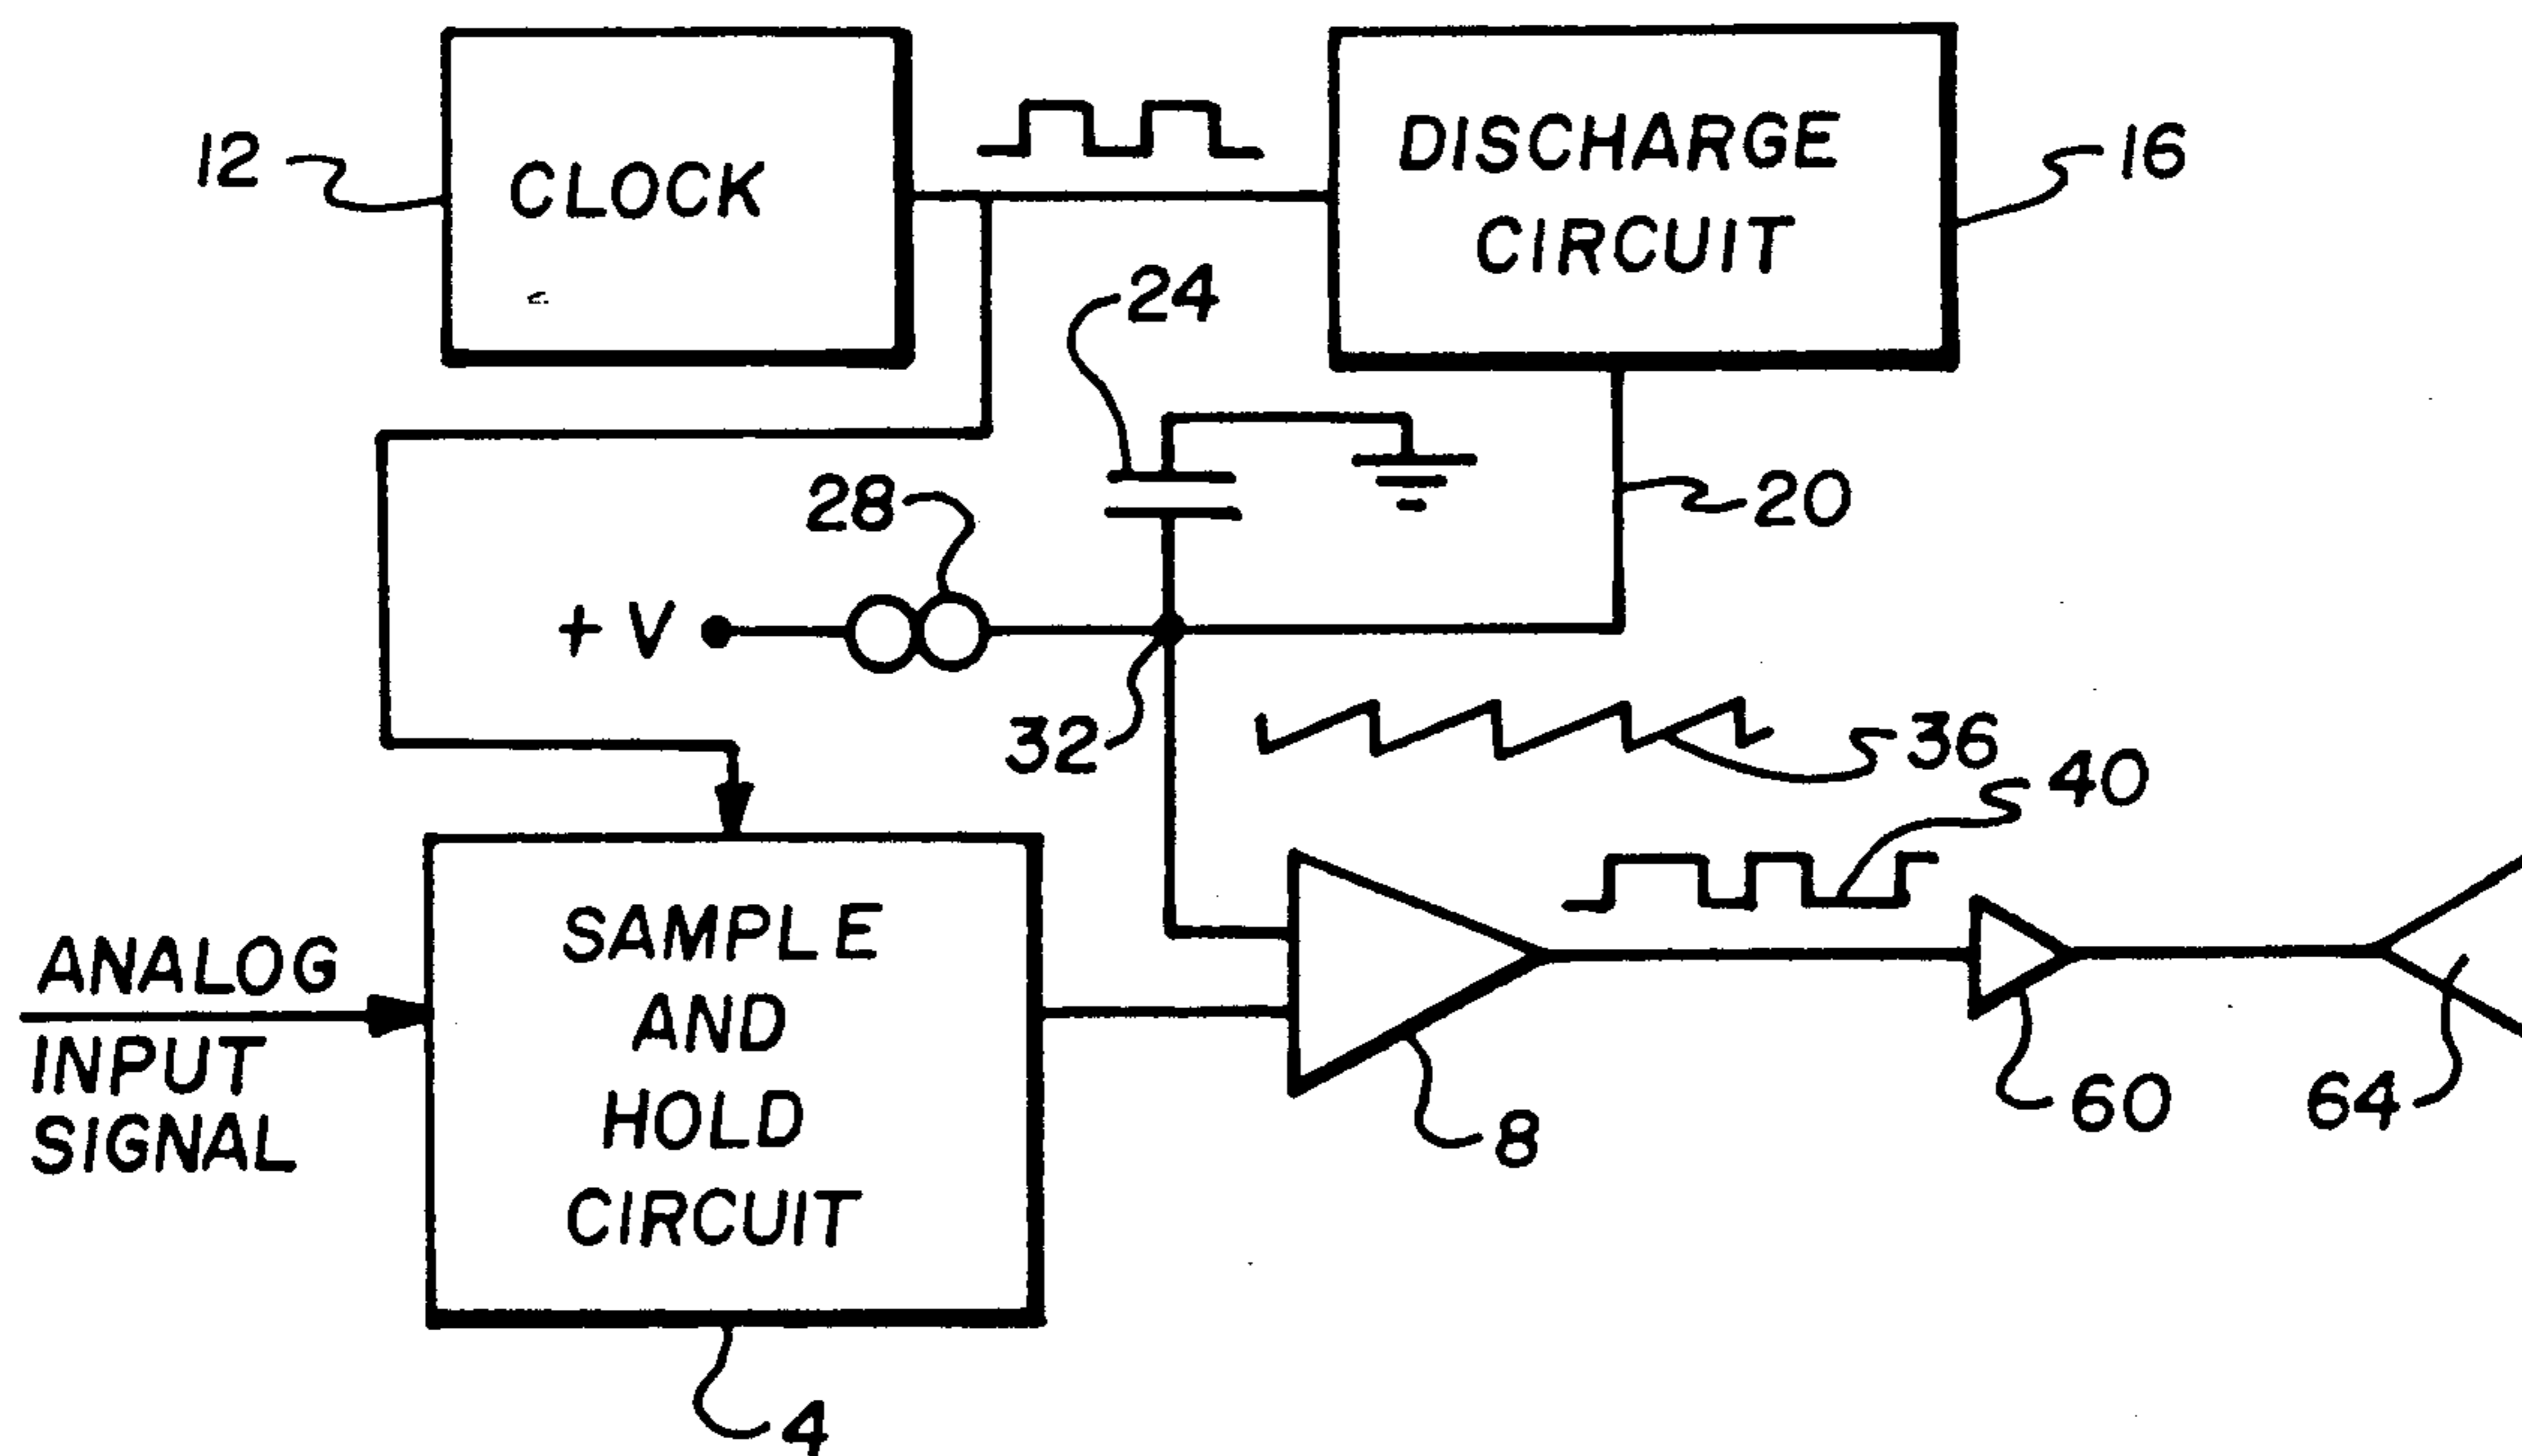 12
CLOCK
DISCHARGE
CIRCUIT
16
24
28
20
+ V
32
36
40
ANALOG
INPUT
SIGNAL
SAMPLE
AND
HOLD
CIRCUIT
8
60
64
4